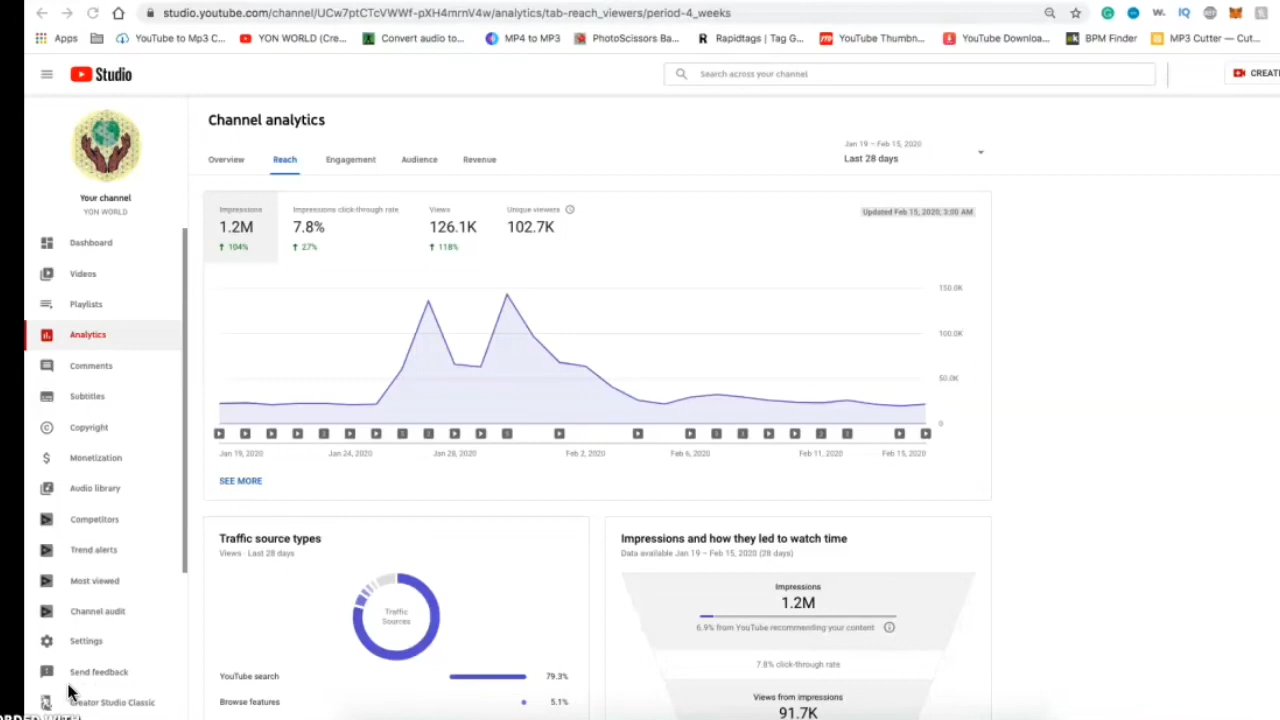 studio.youtube.com/channel/UCw7ptCTcVWWf-pXH4mrnV4w/analytics/tab-reach_viewers/period-4_weeks
Apps YouTube to Mp3 C... YON WORLD (Cre... Convert audio to... MP4 to MP3 PhotoScissors Ba... Rapidtags | Tag G... YouTube Thumbn... YouTube Downloa... BPM Finder MP3 Cutter — Cut...
Studio
Search across your channel
CREATE
Your channel
YON WORLD
Dashboard
Videos
Playlists
Analytics
Comments
Subtitles
Copyright
Monetization
Audio library
Competitors
Trend alerts
Most viewed
Channel audit
Settings
Send feedback
Creator Studio Classic
Channel analytics
Overview Reach Engagement Audience Revenue
Jan 19 – Feb 15, 2020
Last 28 days
Impressions Impressions click-through rate Views Unique viewers
1.2M 7.8% 126.1K 102.7K
104% 27% 118%
Updated Feb 15, 2020, 3:00 AM
150.0K
100.0K
50.0K
0
Jan 19, 2020 Jan 24, 2020 Jan 28, 2020 Feb 2, 2020 Feb 6, 2020 Feb 11, 2020 Feb 15, 2020
SEE MORE
Traffic source types
Views · Last 28 days
Traffic
Sources
YouTube search 79.3%
Browse features 5.1%
Impressions and how they led to watch time
Data available Jan 19 – Feb 15, 2020 (28 days)
Impressions
1.2M
6.9% from YouTube recommending your content
7.8% click-through rate
Views from impressions
91.7K